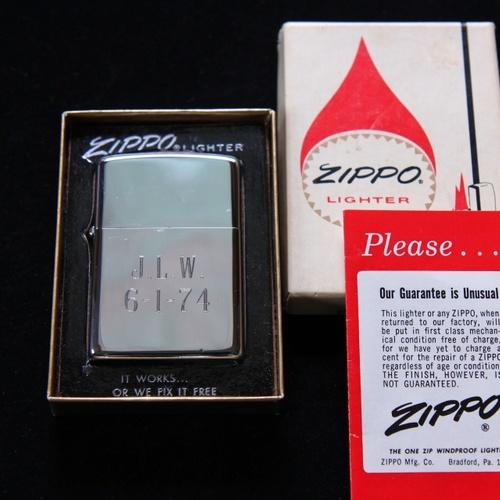 ZIPPO® LIGHTER
J.L.W.
6-1-74
IT WORKS...
OR WE FIX IT FREE
ZIPPO®
LIGHTER
Please...
Our Guarantee is Unusual
This lighter or any ZIPPO, when
returned to our factory, will
be put in first class mechan-
ical condition free of charge,
for we have yet to charge a
cent for the repair of a ZIPPO
regardless of age or condition.
THE FINISH, HOWEVER, IS
NOT GUARANTEED.
ZIPPO
®
THE ONE ZIP WINDPROOF
ZIPPO Mfg. Co. Bradford, Pa.